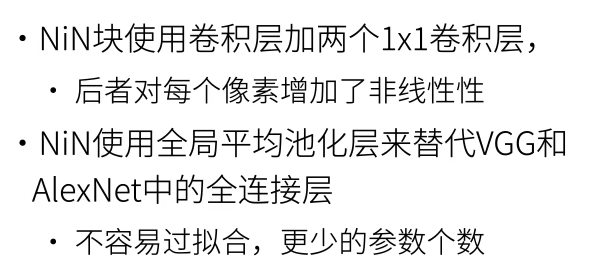 • NiN块使用卷积层加两个1x1卷积层，
• 后者对每个像素增加了非线性性
• NiN使用全局平均池化层来替代VGG和
AlexNet中的全连接层
• 不容易过拟合，更少的参数个数